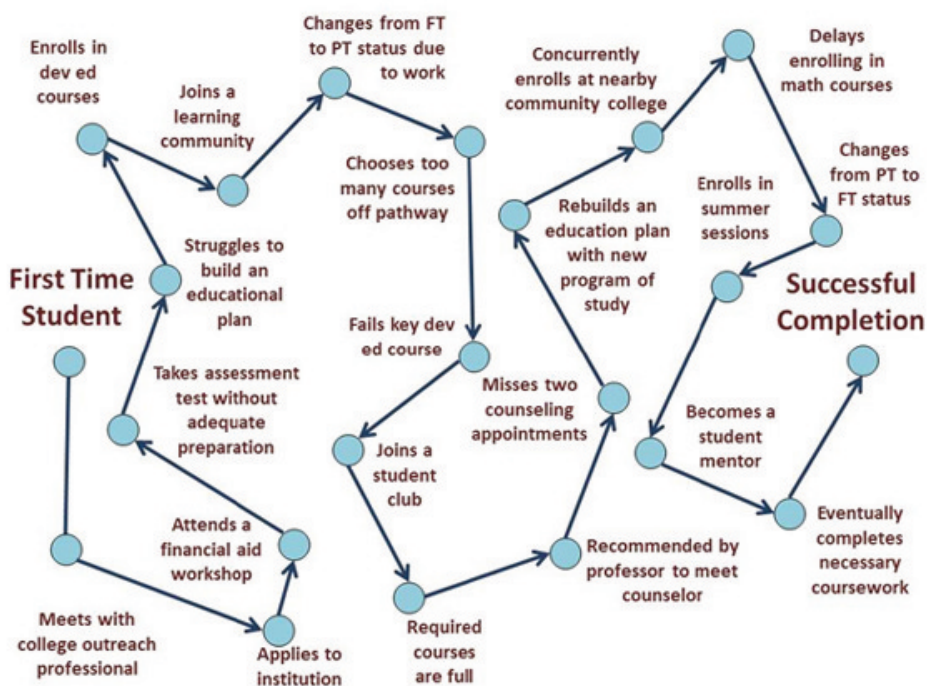 First Time
Student
Meets with
college outreach
professional
Applies to
institution
Attends a
financial aid
workshop
Takes assessment
test without
adequate
preparation
Struggles to
build an
educational
plan
Enrolls in
dev ed
courses
Joins a
learning
community
Changes from FT
to PT status due
to work
Chooses too
many courses
off pathway
Fails key dev
ed course
Joins a
student
club
Required
courses
are full
Recommended by
professor to meet
counselor
Misses two
counseling
appointments
Rebuilds an
education plan
with new
program of
study
Concurrently
enrolls at nearby
community college
Delays
enrolling in
math courses
Changes
from PT to
FT status
Enrolls in
summer
sessions
Becomes a
student
mentor
Eventually
completes
necessary
coursework
Successful
Completion